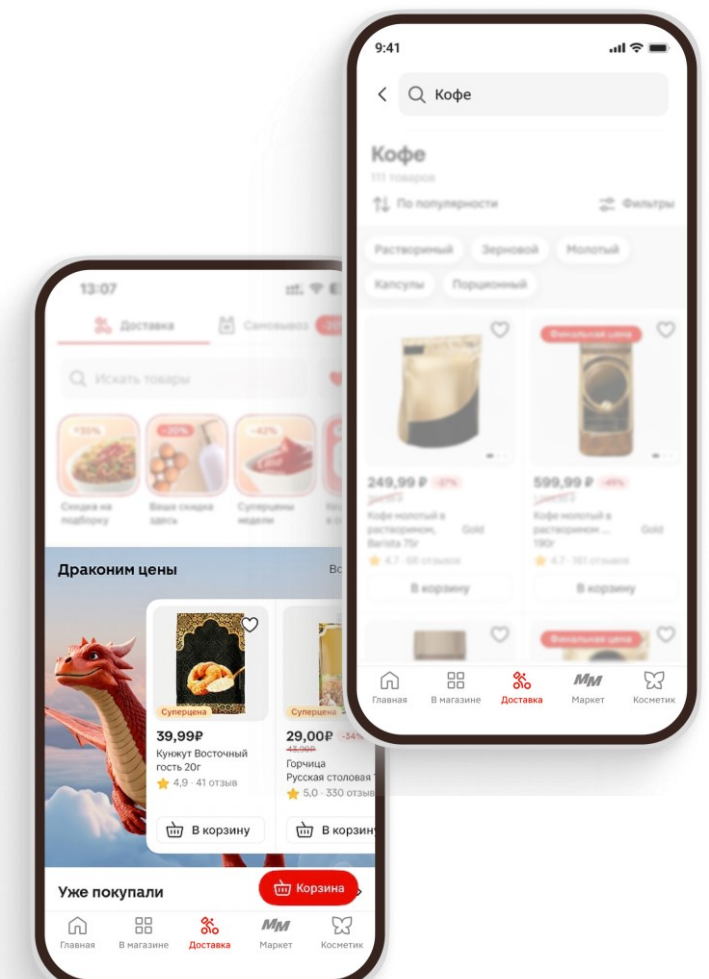 9:41
Кофе
Кофе
111 товаров
По популярности
Фильтры
Растворимый
Зерновой
Молотый
Капсулы
Порционный
Финальная цена
249,99 ₽ -37%
599,99 ₽ -49%
Кофе молотый в
растворимом, Gold
Barista 75г
Кофе молотый в
растворимом ... Gold
190г
4.7 · 66 отзывов
4.7 · 161 отзывов
В корзину
В корзину
Финальная цена
Главная
В магазине
Доставка
ММ
Маркет
Косметик
13:07
Доставка
Самовывоз
Искать товары
-20%
-42%
Скидка на
подборку
Ваша скидка
здесь
Суперцены
недели
Драконим цены
Суперцена
39,99₽
Кунжут Восточный
гость 20г
4,9 · 41 отзыв
В корзину
29,00₽ -34%
43,99₽
Горчица
Русская столовая
5,0 · 330 отзыв
Уже покупали
Корзина
Главная
В магазине
Доставка
ММ
Маркет
Косметик